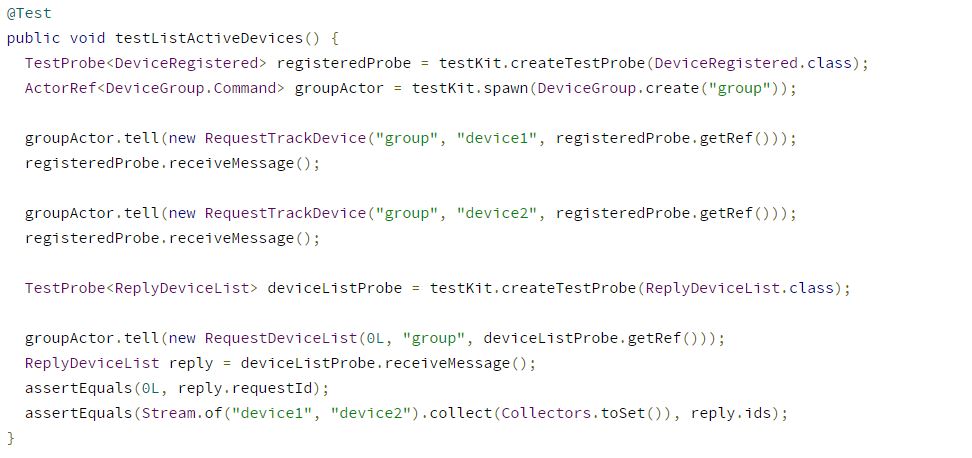 @Test
public void testListActiveDevices() {
  TestProbe<DeviceRegistered> registeredProbe = testKit.createTestProbe(DeviceRegistered.class);
  ActorRef<DeviceGroup.Command> groupActor = testKit.spawn(DeviceGroup.create("group"));

  groupActor.tell(new RequestTrackDevice("group", "device1", registeredProbe.getRef()));
  registeredProbe.receiveMessage();

  groupActor.tell(new RequestTrackDevice("group", "device2", registeredProbe.getRef()));
  registeredProbe.receiveMessage();

  TestProbe<ReplyDeviceList> deviceListProbe = testKit.createTestProbe(ReplyDeviceList.class);

  groupActor.tell(new RequestDeviceList(0L, "group", deviceListProbe.getRef()));
  ReplyDeviceList reply = deviceListProbe.receiveMessage();
  assertEquals(0L, reply.requestId);
  assertEquals(Stream.of("device1", "device2").collect(Collectors.toSet()), reply.ids);
}